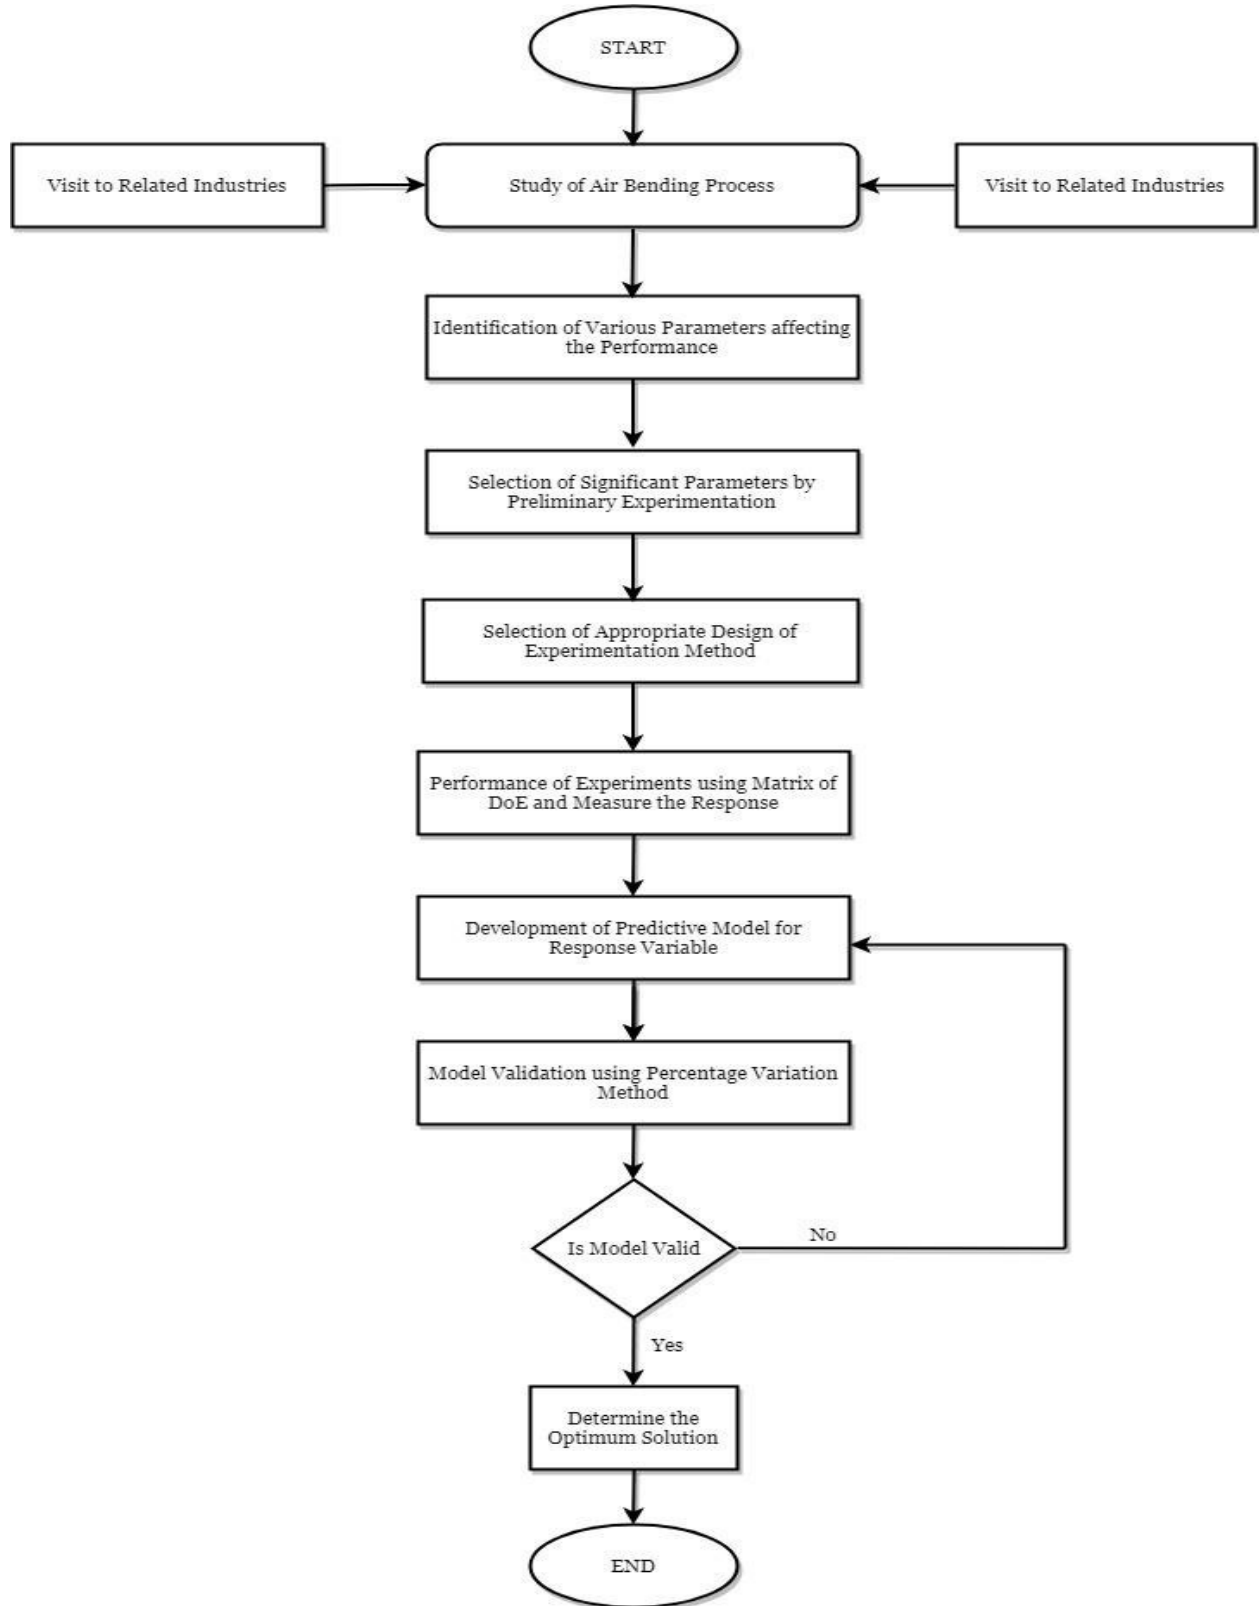 START
Visit to Related Industries
Study of Air Bending Process
Visit to Related Industries
Identification of Various Parameters affecting
the Performance
Selection of Significant Parameters by
Preliminary Experimentation
Selection of Appropriate Design of
Experimentation Method
Performance of Experiments using Matrix of
DoE and Measure the Response
Development of Predictive Model for
Response Variable
Model Validation using Percentage Variation
Method
Is Model Valid
No
Yes
Determine the
Optimum Solution
END